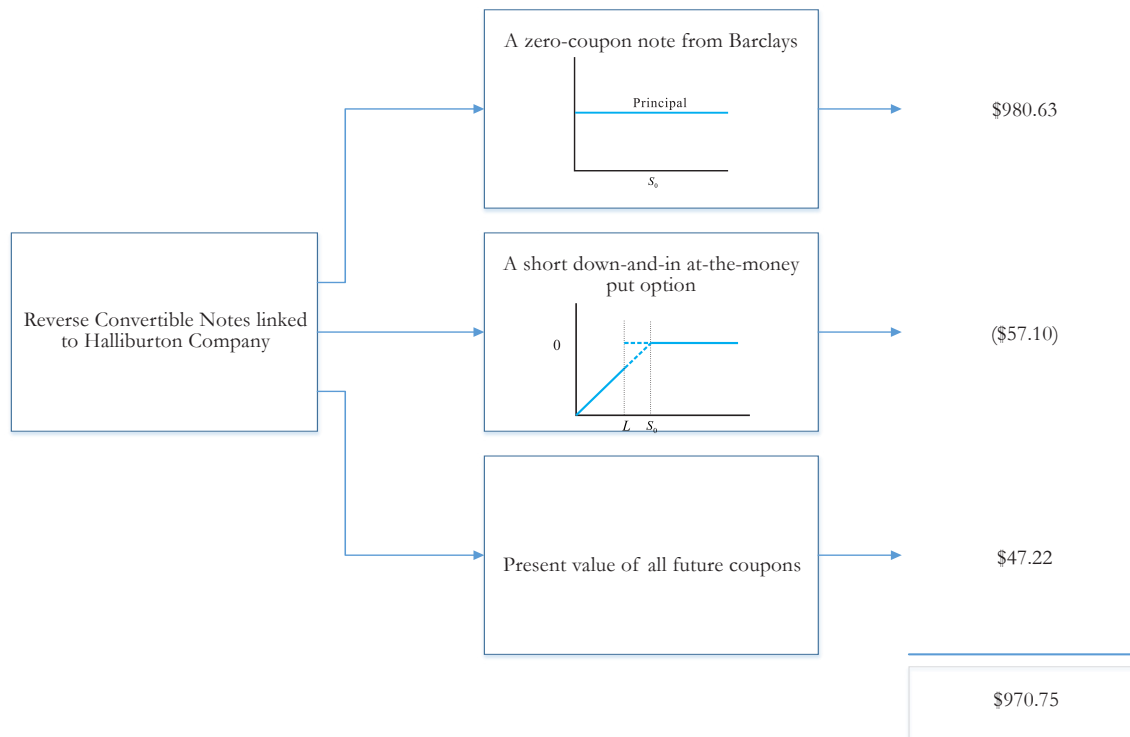 A zero-coupon note from Barclays
Principal
S₀
$980.63
Reverse Convertible Notes linked
to Halliburton Company
A short down-and-in at-the-money
put option
0
L S₀
($57.10)
Present value of all future coupons
$47.22
$970.75